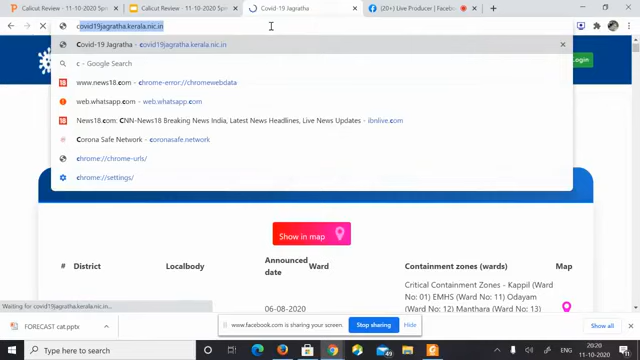 Calicut Review - 11-10-2020
Calicut Review - 11-10-2020 S
Covid-19 Jagratha
(20+) Live Producer | Faceb
covid19jagratha.kerala.nic.in
Covid-19 Jagratha - covid19jagratha.kerala.nic.in
c - Google Search
www.news18.com - chrome-error://chromewebdata
web.whatsapp.com - web.whatsapp.com
News18.com: CNN-News18 Breaking News India, Latest News Headlines, Live News Updates - ibnlive.com
Corona Safe Network - coronasafe.network
chrome://chrome-urls/
chrome://settings/
Login
Show in map
# District Localbody Announced date Ward Containment zones (wards) Map
06-08-2020
Critical Containment Zones - Kappil (Ward
No: 01) EMHS (Ward No: 11) Odayam
(Ward No: 12) Manthara (Ward No: 13)
Waiting for covid19jagratha.kerala.nic.in...
FORECAST cat.pptx
www.facebook.com is sharing your screen.
Stop sharing
Hide
Show all
Type here to search
49
ENG
20:20
11-10-2020